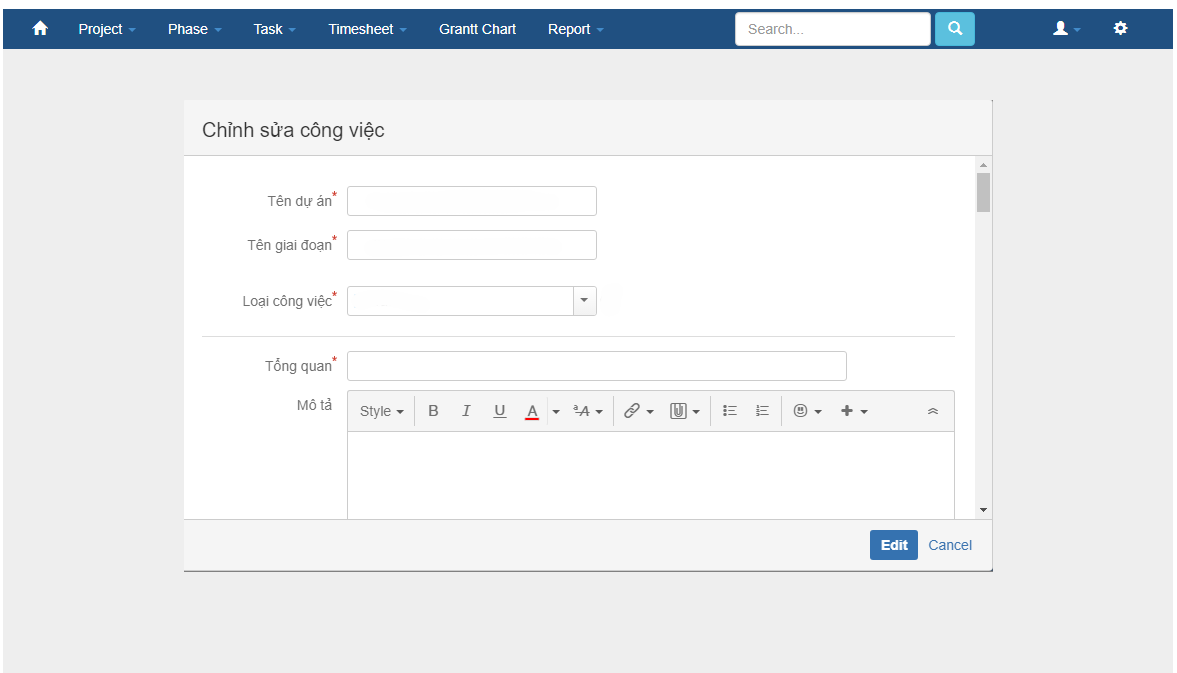 Project Phase Task Timesheet Grantt Chart Report Search...
Chỉnh sửa công việc
Tên dự án*
Tên giai đoạn*
Loại công việc*
Tổng quan*
Mô tả
Style B I U A ªA
Edit Cancel